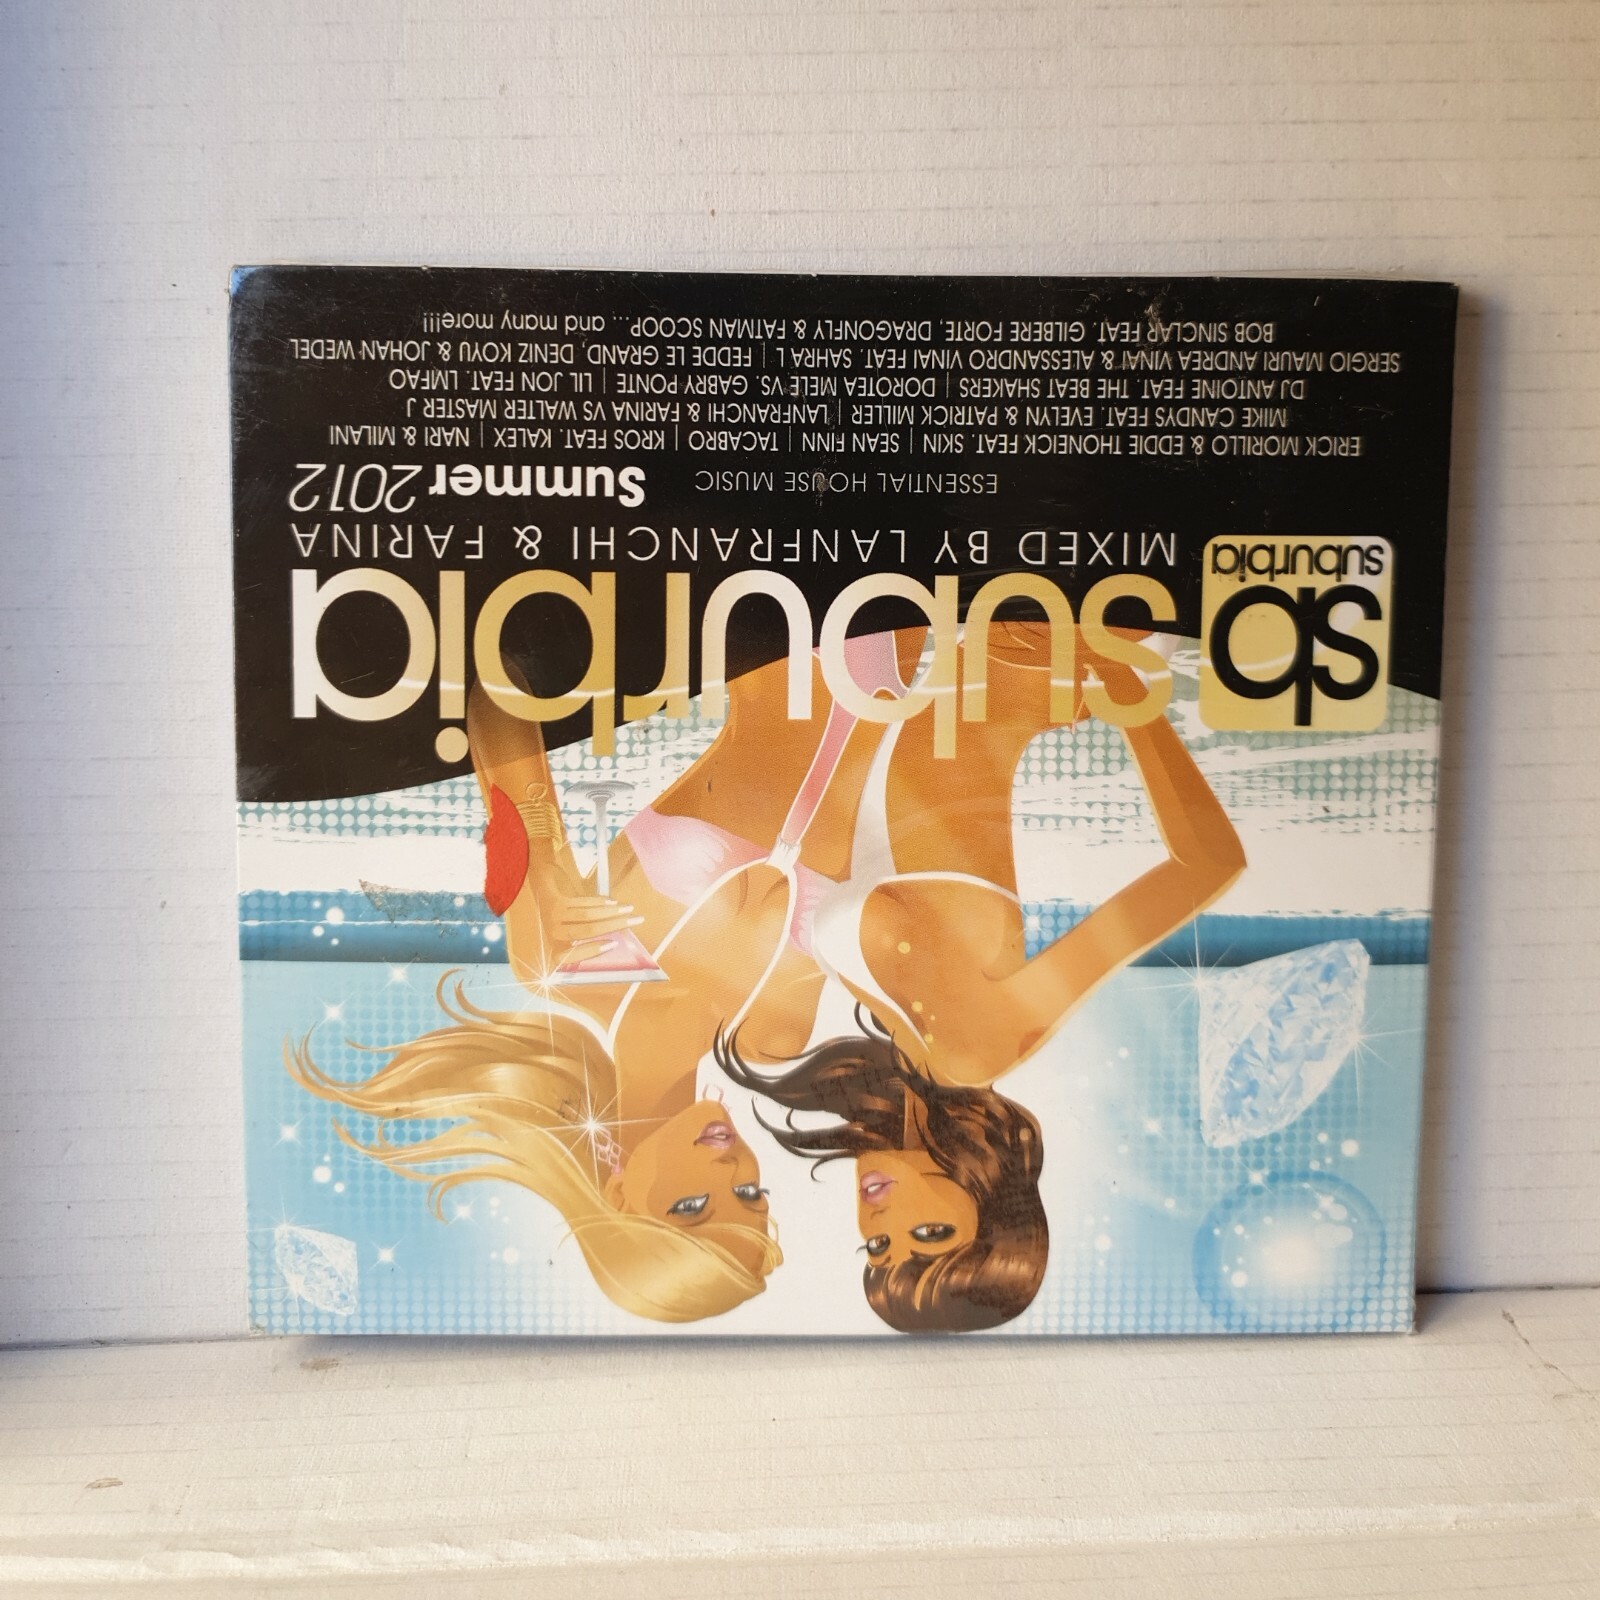 sb
suburbia
suburbia
MIXED BY LANFRANCHI & FARINA
ESSENTIAL HOUSE MUSIC Summer 2012
ERICK MORILLO & EDDIE THONEICK FEAT. SKIN | SEAN FINN | TACABRO | KROS FEAT. KALEX | NARI & MILANI
MIKE CANDYS FEAT. EVELYN & PATRICK MILLER | LANFRANCHI & FARINA VS WALTER MASTER J
DJ ANTOINE FEAT. THE BEAT SHAKERS | DOROTEA MELE VS. GABRY PONTE | LIL JON FEAT. LMFAO
SERGIO MAURI ANDREA VINAI & ALESSANDRO VINAI FEAT. SAHRA L | FEDDE LE GRAND, DENIZ KOYU & JOHAN WEDEL
BOB SINCLAR FEAT. GILBERE FORTE, DRAGONFLY & FATMAN SCOOP... and many more!!!